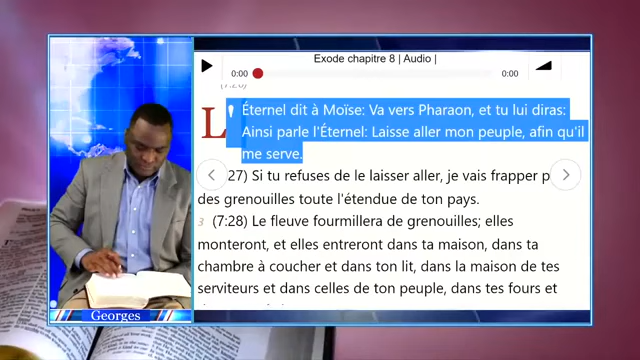 Exode chapitre 8 | Audio |
0:00
0:00
L'Éternel dit à Moïse: Va vers Pharaon, et tu lui diras:
Ainsi parle l'Éternel: Laisse aller mon peuple, afin qu'il
me serve.
27) Si tu refuses de le laisser aller, je vais frapper p
des grenouilles toute l'étendue de ton pays.
3 (7:28) Le fleuve fourmillera de grenouilles; elles
monteront, et elles entreront dans ta maison, dans ta
chambre à coucher et dans ton lit, dans la maison de tes
serviteurs et dans celles de ton peuple, dans tes fours et
Georges